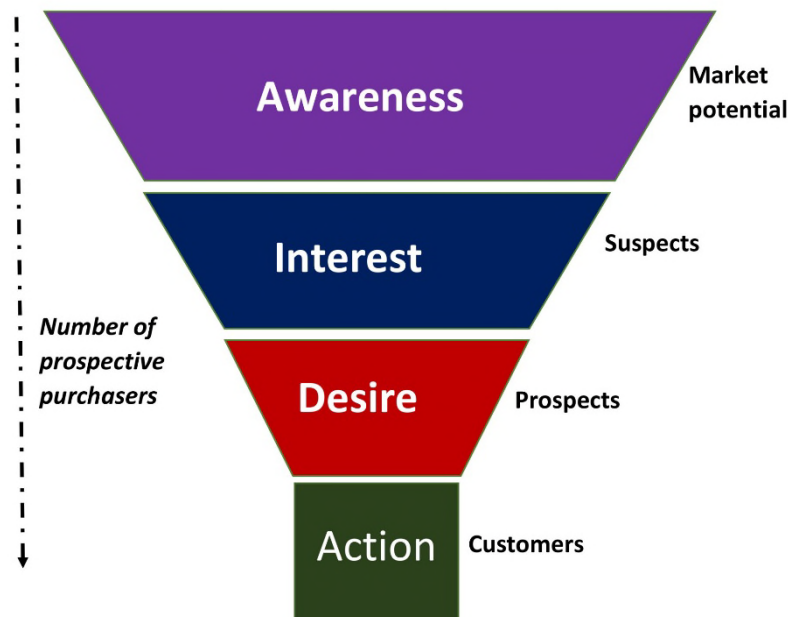 Awareness
Market
potential
Interest
Suspects
Number of
prospective
purchasers
Desire
Prospects
Action
Customers